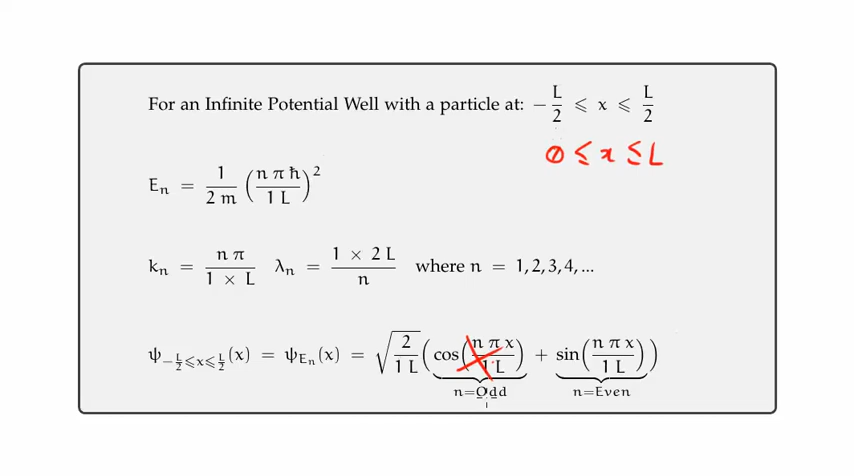 For an Infinite Potential Well with a particle at: − L/2 ⩽ x ⩽ L/2
0 ≤ x ≤ L
Eₙ = 1/(2 m) (n π ħ / 1 L)²
kₙ = n π / (1 × L) λₙ = (1 × 2 L) / n where n = 1, 2, 3, 4, ...
ψ_{−L/2⩽x⩽L/2}(x) = ψ_{Eₙ}(x) = √(2 / 1 L) ( cos(n π x / 1 L) + sin(n π x / 1 L) )
n=Odd n=Even